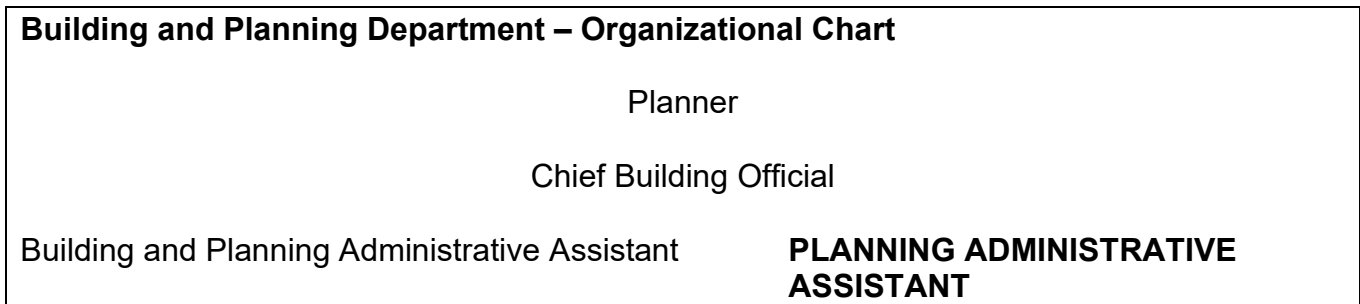 Building and Planning Department – Organizational Chart
Planner
Chief Building Official
Building and Planning Administrative Assistant
PLANNING ADMINISTRATIVE
ASSISTANT